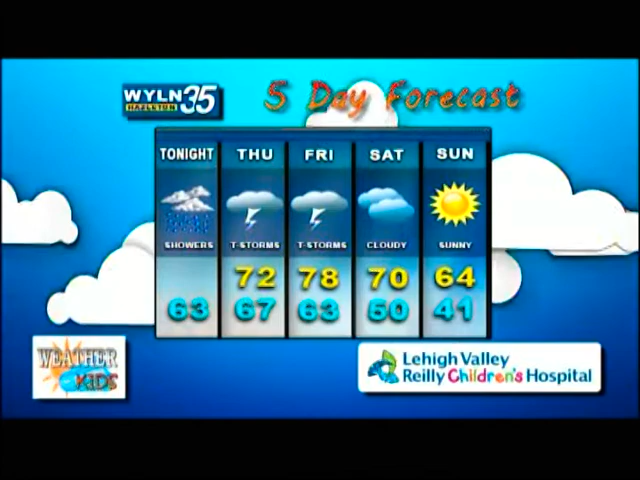 WYLN 35
HAZLETON
5 Day Forecast
TONIGHT THU FRI SAT SUN
SHOWERS T-STORMS T-STORMS CLOUDY SUNNY
72 78 70 64
63 67 63 50 41
WEATHER
KIDS
Lehigh Valley
Reilly Children's Hospital